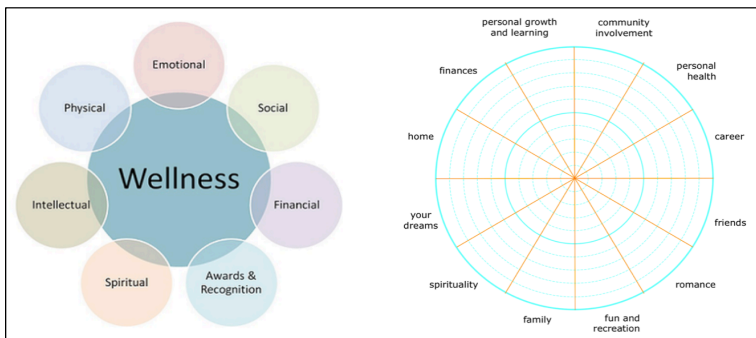 Emotional
Social
Financial
Awards &
Recognition
Spiritual
Intellectual
Physical
Wellness
personal growth
and learning
community
involvement
personal
health
career
friends
romance
fun and
recreation
family
spirituality
your
dreams
home
finances